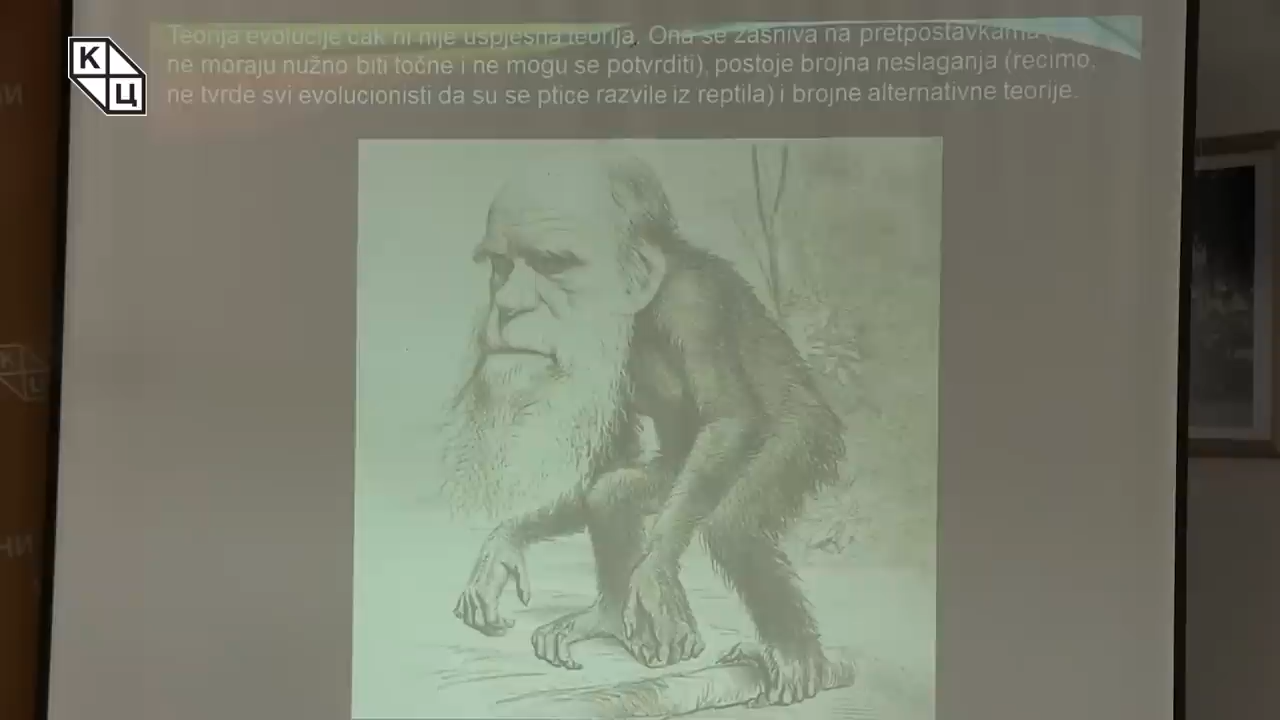 Teorija evolucije čak ni nije uspješna teorija. Ona se zasniva na pretpostavkama
ne moraju nužno biti točne i ne mogu se potvrditi), postoje brojna neslaganja (recimo,
ne tvrde svi evolucionisti da su se ptice razvile iz reptila) i brojne alternativne teorije.
К
Ц